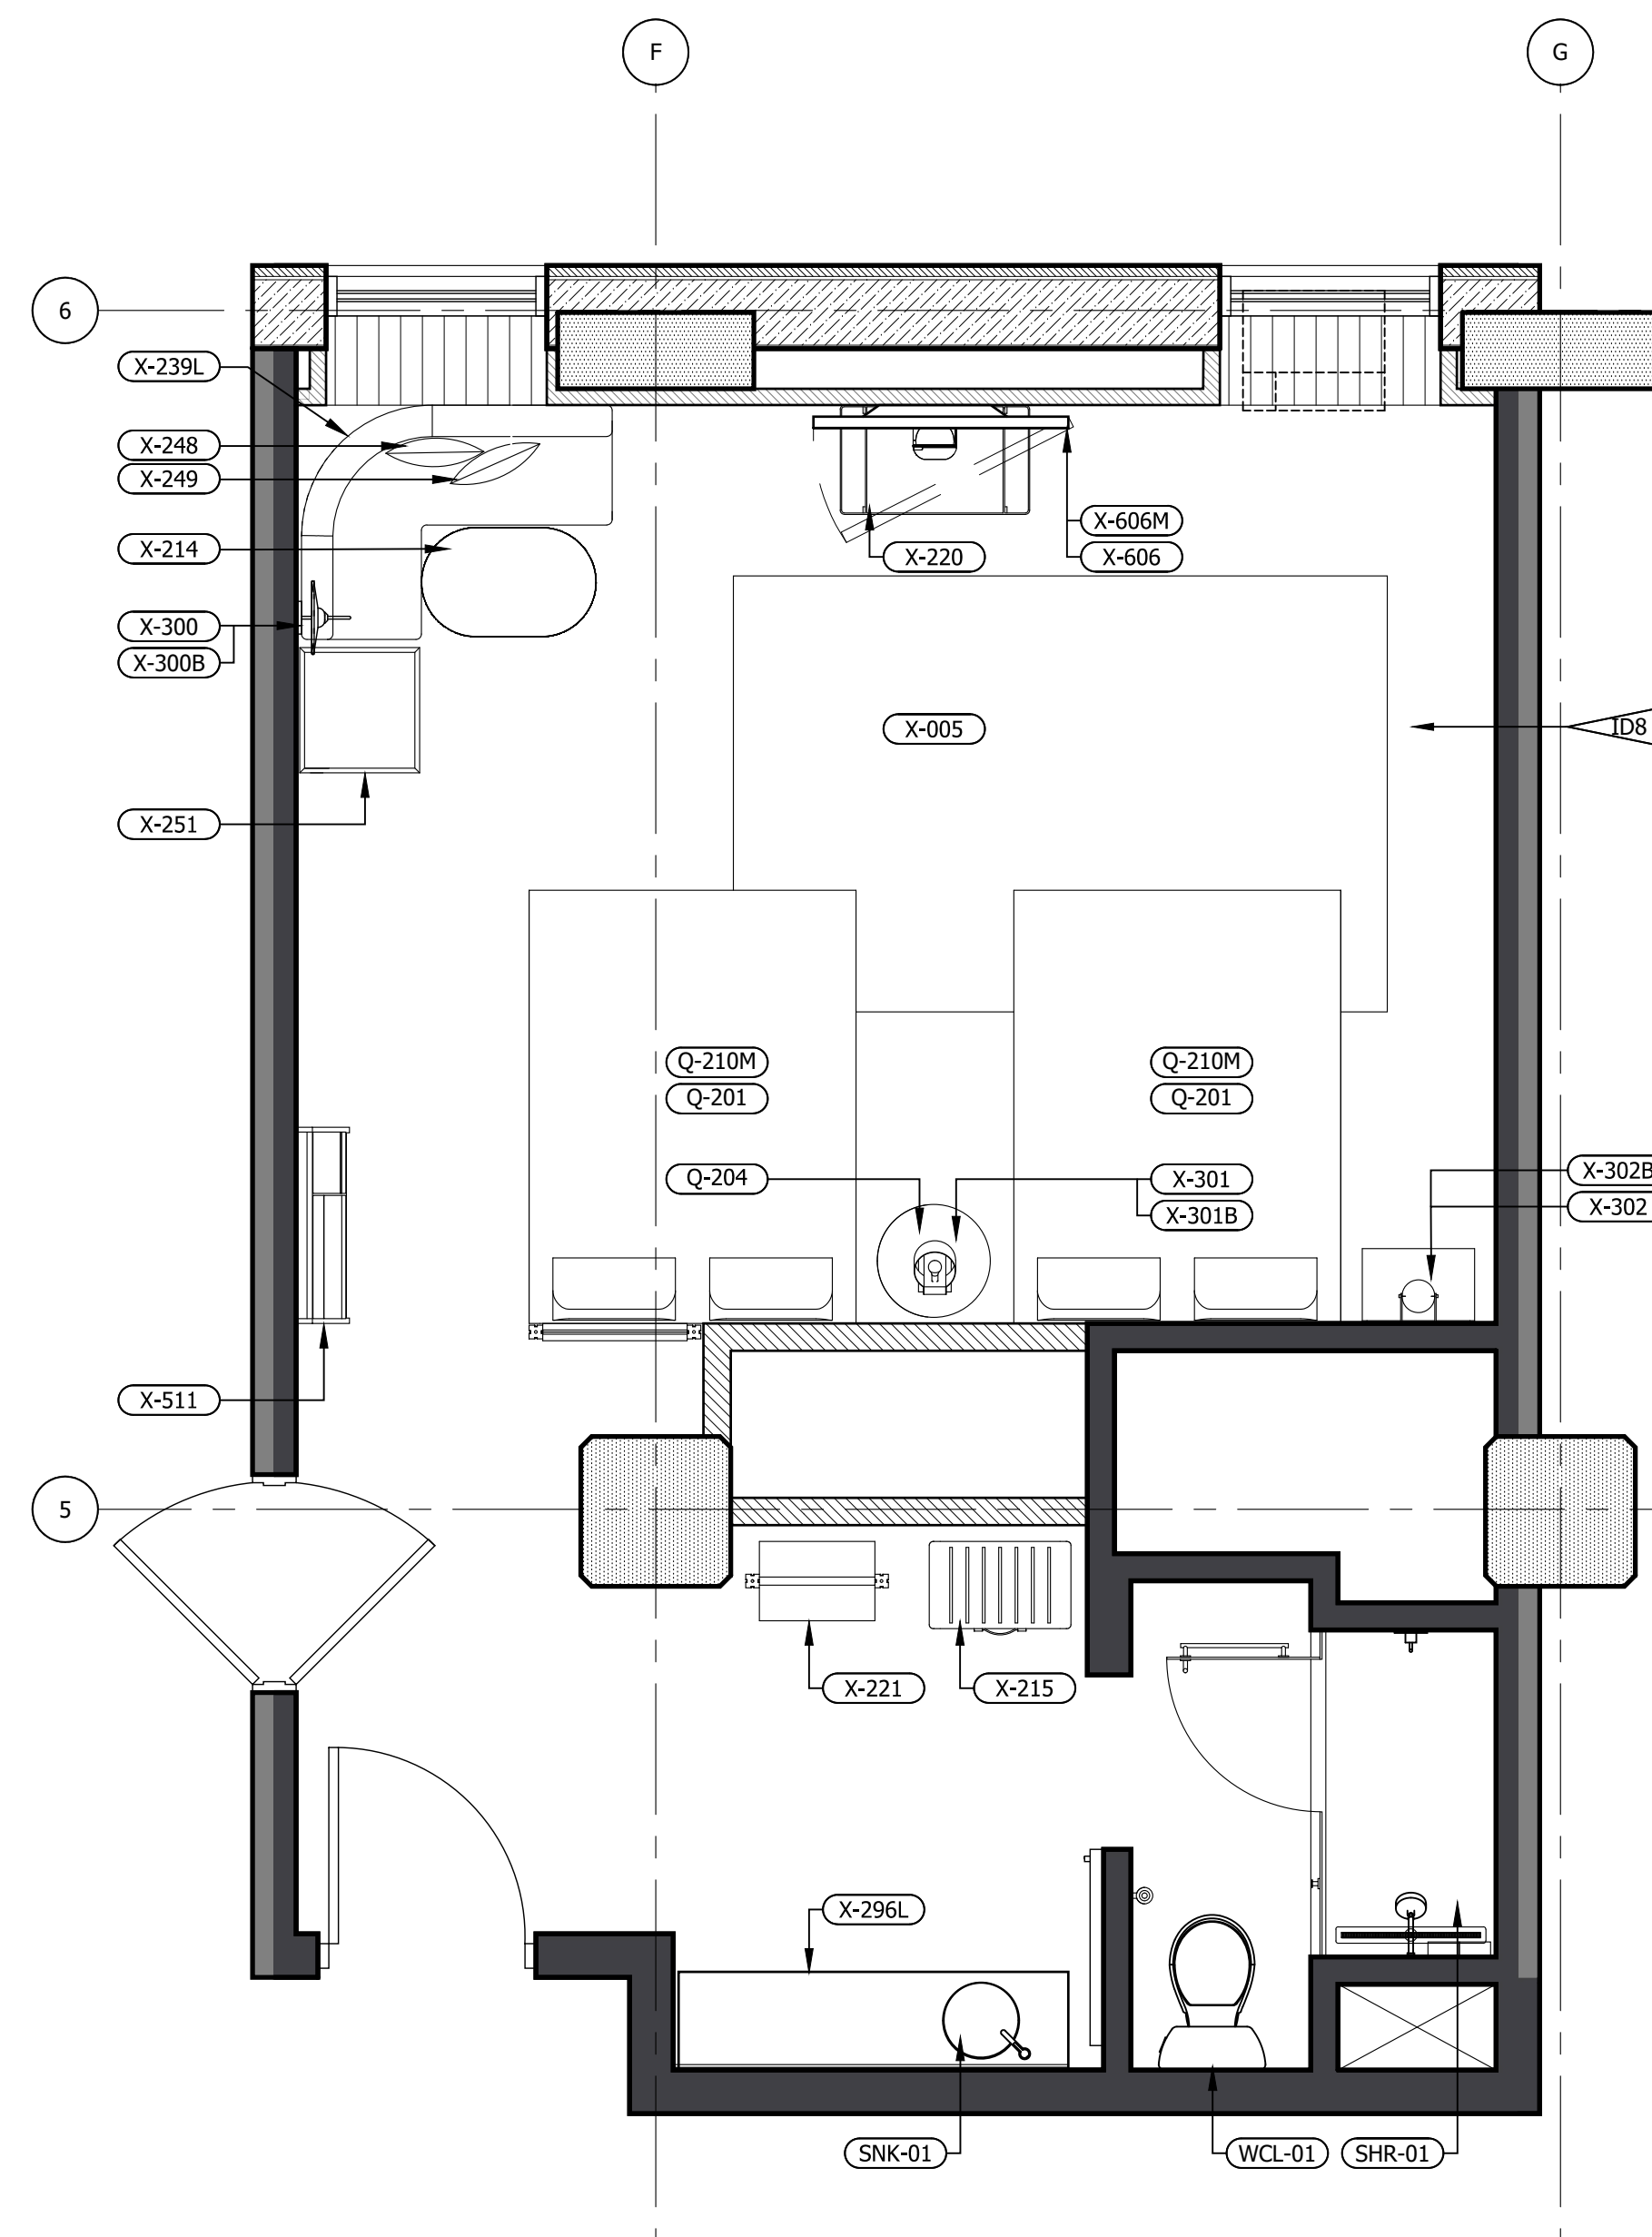 F
G
6
X-239L
X-248
X-249
X-214
X-606M
X-220
X-606
X-300
X-300B
X-005
ID8
X-251
Q-210M
Q-210M
Q-201
Q-201
Q-204
X-301
X-302B
X-301B
X-302
X-511
5
X-221
X-215
X-296L
SNK-01
WCL-01
SHR-01